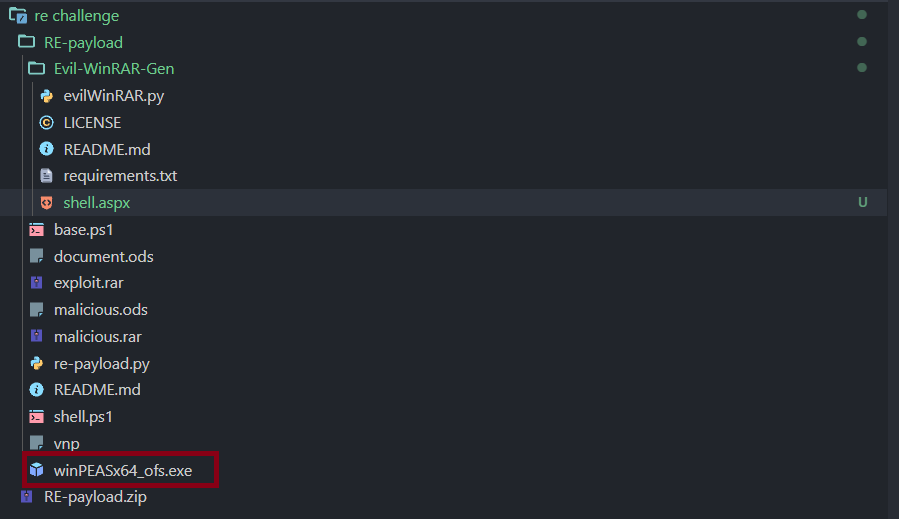 re challenge
RE-payload
Evil-WinRAR-Gen
evilWinRAR.py
LICENSE
README.md
requirements.txt
shell.aspx U
base.ps1
document.ods
exploit.rar
malicious.ods
malicious.rar
re-payload.py
README.md
shell.ps1
vnp
winPEASx64_ofs.exe
RE-payload.zip